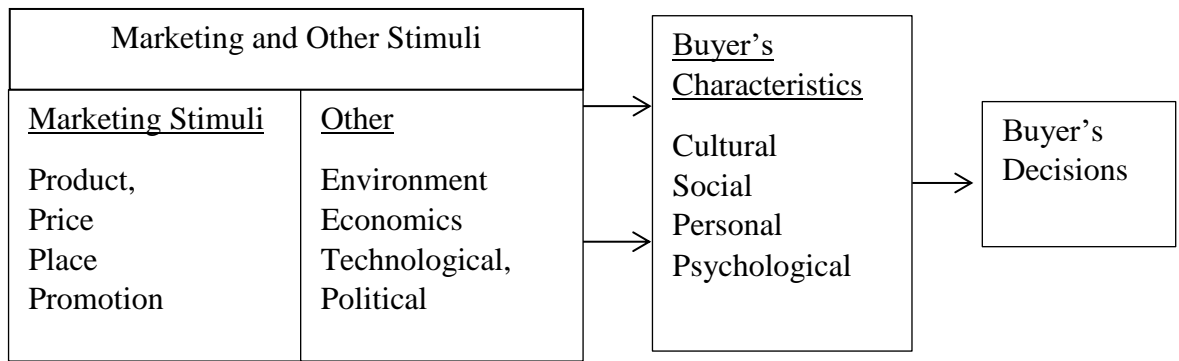 Marketing and Other Stimuli
Marketing Stimuli
Product,
Price
Place
Promotion
Other
Environment
Economics
Technological,
Political
Buyer’s
Characteristics
Cultural
Social
Personal
Psychological
Buyer’s
Decisions